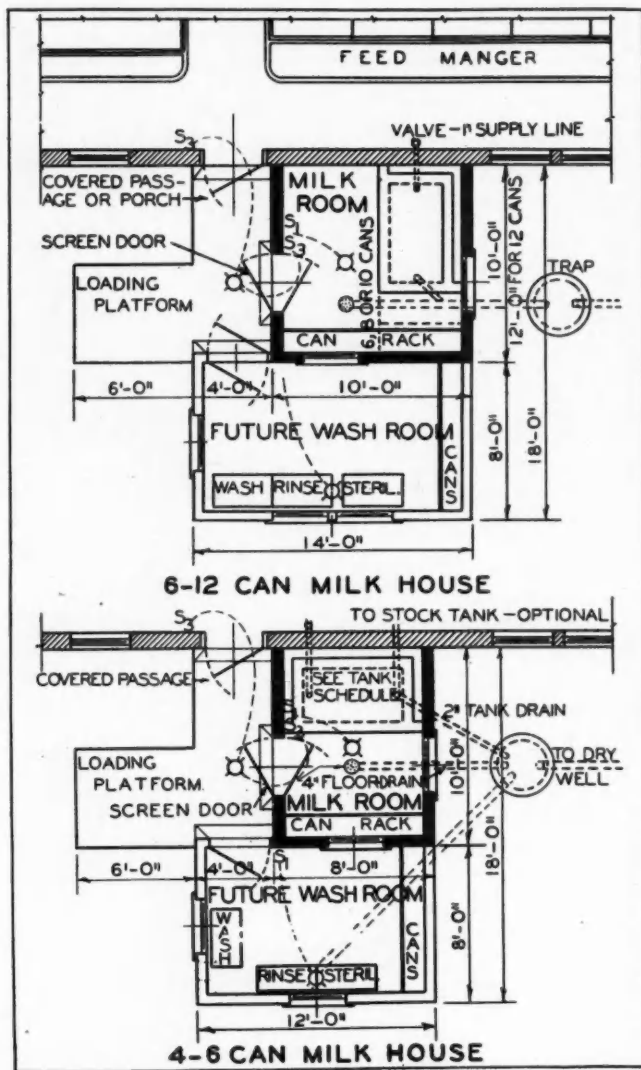 FEED MANGER
VALVE-1" SUPPLY LINE
S3
COVERED PASS-
AGE OR PORCH
MILK
ROOM
SCREEN DOOR
S1
S3
6, 8 OR 10 CANS
10'-0"
12'-0" FOR 12 CANS
TRAP
LOADING
PLATFORM
CAN RACK
6'-0"
4'-0"
10'-0"
FUTURE WASH ROOM
CANS
8'-0"
18'-0"
WASH
RINSE
STERIL.
14'-0"
6-12 CAN MILK HOUSE
TO STOCK TANK-OPTIONAL
S3
COVERED PASSAGE
SEE TANK
SCHEDULE
2" TANK DRAIN
S3
10'-0"
TO DRY
WELL
LOADING
PLATFORM.
SCREEN DOOR
4" FLOOR DRAIN
MILK ROOM
CAN RACK
6'-0"
4'-0"
S1
8'-0"
18'-0"
FUTURE WASH ROOM
WASH
CANS
8'-0"
RINSE
STERIL.
12'-0"
4-6 CAN MILK HOUSE